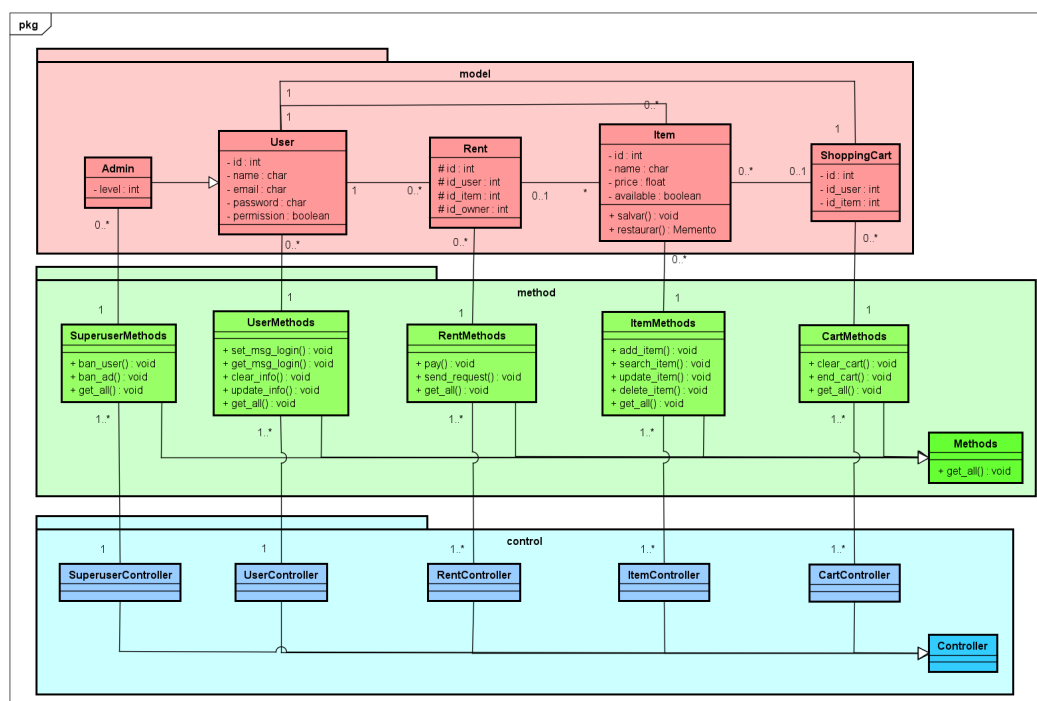 pkg
model
1
1
0..*
1
User
- id : int
- name : char
- email : char
- password : char
- permission : boolean
Rent
# id : int
# id_user : int
# id_item : int
# id_owner : int
Item
- id : int
- name : char
- price : float
- available : boolean
+ salvar() : void
+ restaurar() : Memento
ShoppingCart
- id : int
- id_user : int
- id_item : int
Admin
- level : int
1
0..*
0..1
*
0..*
0..1
0..*
0..*
0..*
0..*
0..*
method
1
1
1
1
1
SuperuserMethods
+ ban_user() : void
+ ban_ad() : void
+ get_all() : void
UserMethods
+ set_msg_login() : void
+ get_msg_login() : void
+ clear_info() : void
+ update_info() : void
+ get_all() : void
RentMethods
+ pay() : void
+ send_request() : void
+ get_all() : void
ItemMethods
+ add_item() : void
+ search_item() : void
+ update_item() : void
+ delete_item() : void
+ get_all() : void
CartMethods
+ clear_cart() : void
+ end_cart() : void
+ get_all() : void
1..*
1..*
1..*
1..*
1..*
Methods
+ get_all() : void
control
1
1
1..*
1..*
1..*
SuperuserController
UserController
RentController
ItemController
CartController
Controller